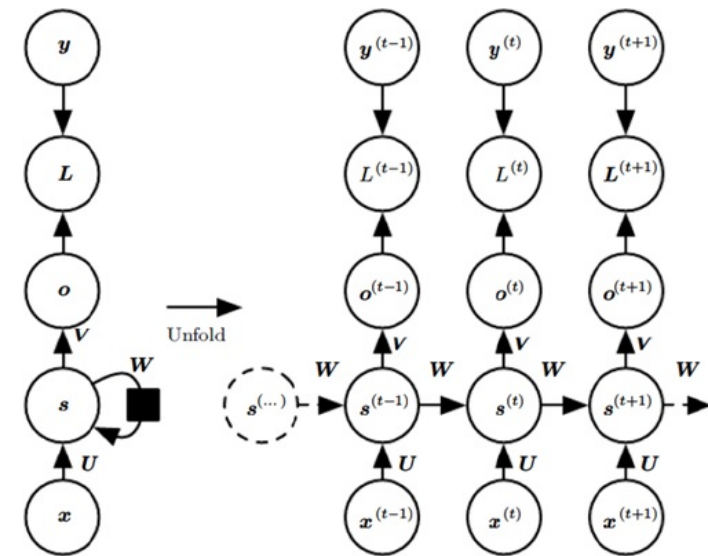 y y^(t−1) y^(t) y^(t+1)
L L^(t−1) L^(t) L^(t+1)
o o^(t−1) o^(t) o^(t+1)
Unfold
V V V V
W W W W W
s s^(...) s^(t−1) s^(t) s^(t+1)
U U U U
x x^(t−1) x^(t) x^(t+1)